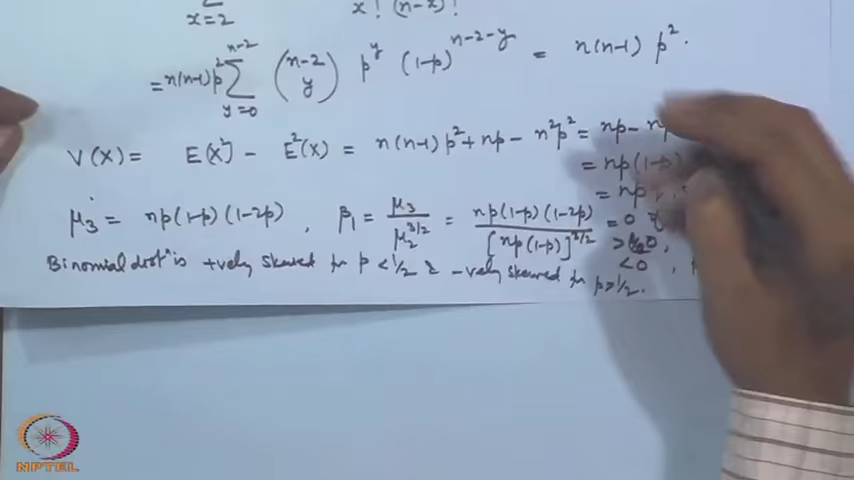 x=2 x! (n-x)!
= n(n-1)p² ∑_{y=0}^{n-2} (n-2 y) p^y (1-p)^{n-2-y} = n(n-1) p².
V(X) = E(X²) - E²(X) = n(n-1)p² + np - n²p² = np -
= np(1-p)
= np
μ₃ = np(1-p)(1-2p), β₁ = μ₃/μ₂^{3/2} = np(1-p)(1-2p)/[np(1-p)]^{3/2} = 0
> 0,
< 0,
Binomial distⁿ is +vely skewed for p < 1/2 & -vely skewed for p > 1/2.
NPTEL